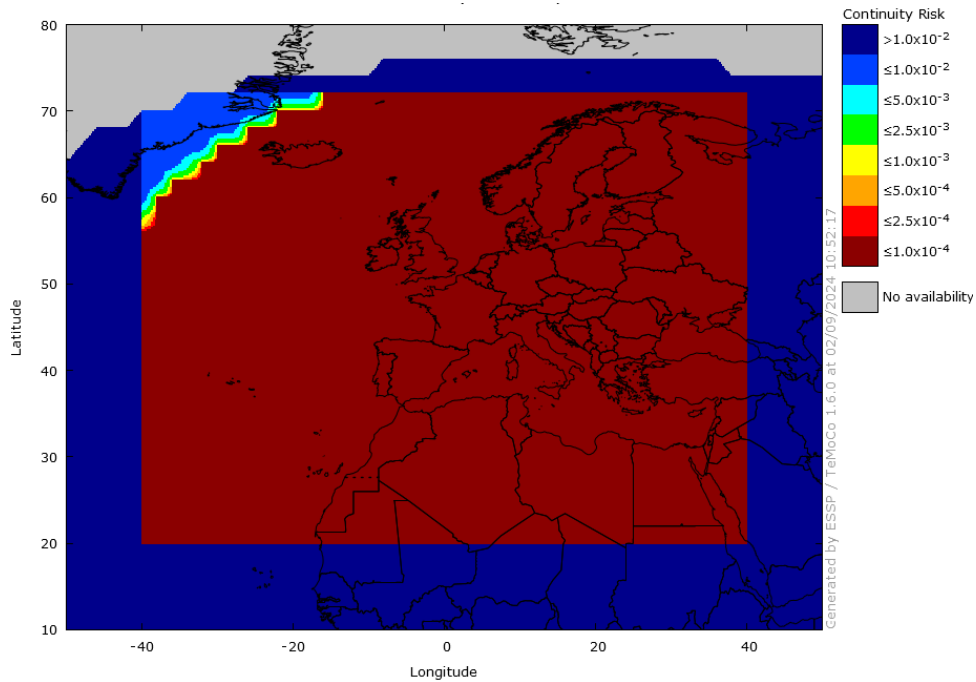 Continuity Risk
>1.0x10⁻²
≤1.0x10⁻²
≤5.0x10⁻³
≤2.5x10⁻³
≤1.0x10⁻³
≤5.0x10⁻⁴
≤2.5x10⁻⁴
≤1.0x10⁻⁴
No availability
Latitude
80
70
60
50
40
30
20
10
-40
-20
0
20
40
Longitude
Generated by ESSP / TeMoCo 1.6.0 at 02/09/2024 10:52:17